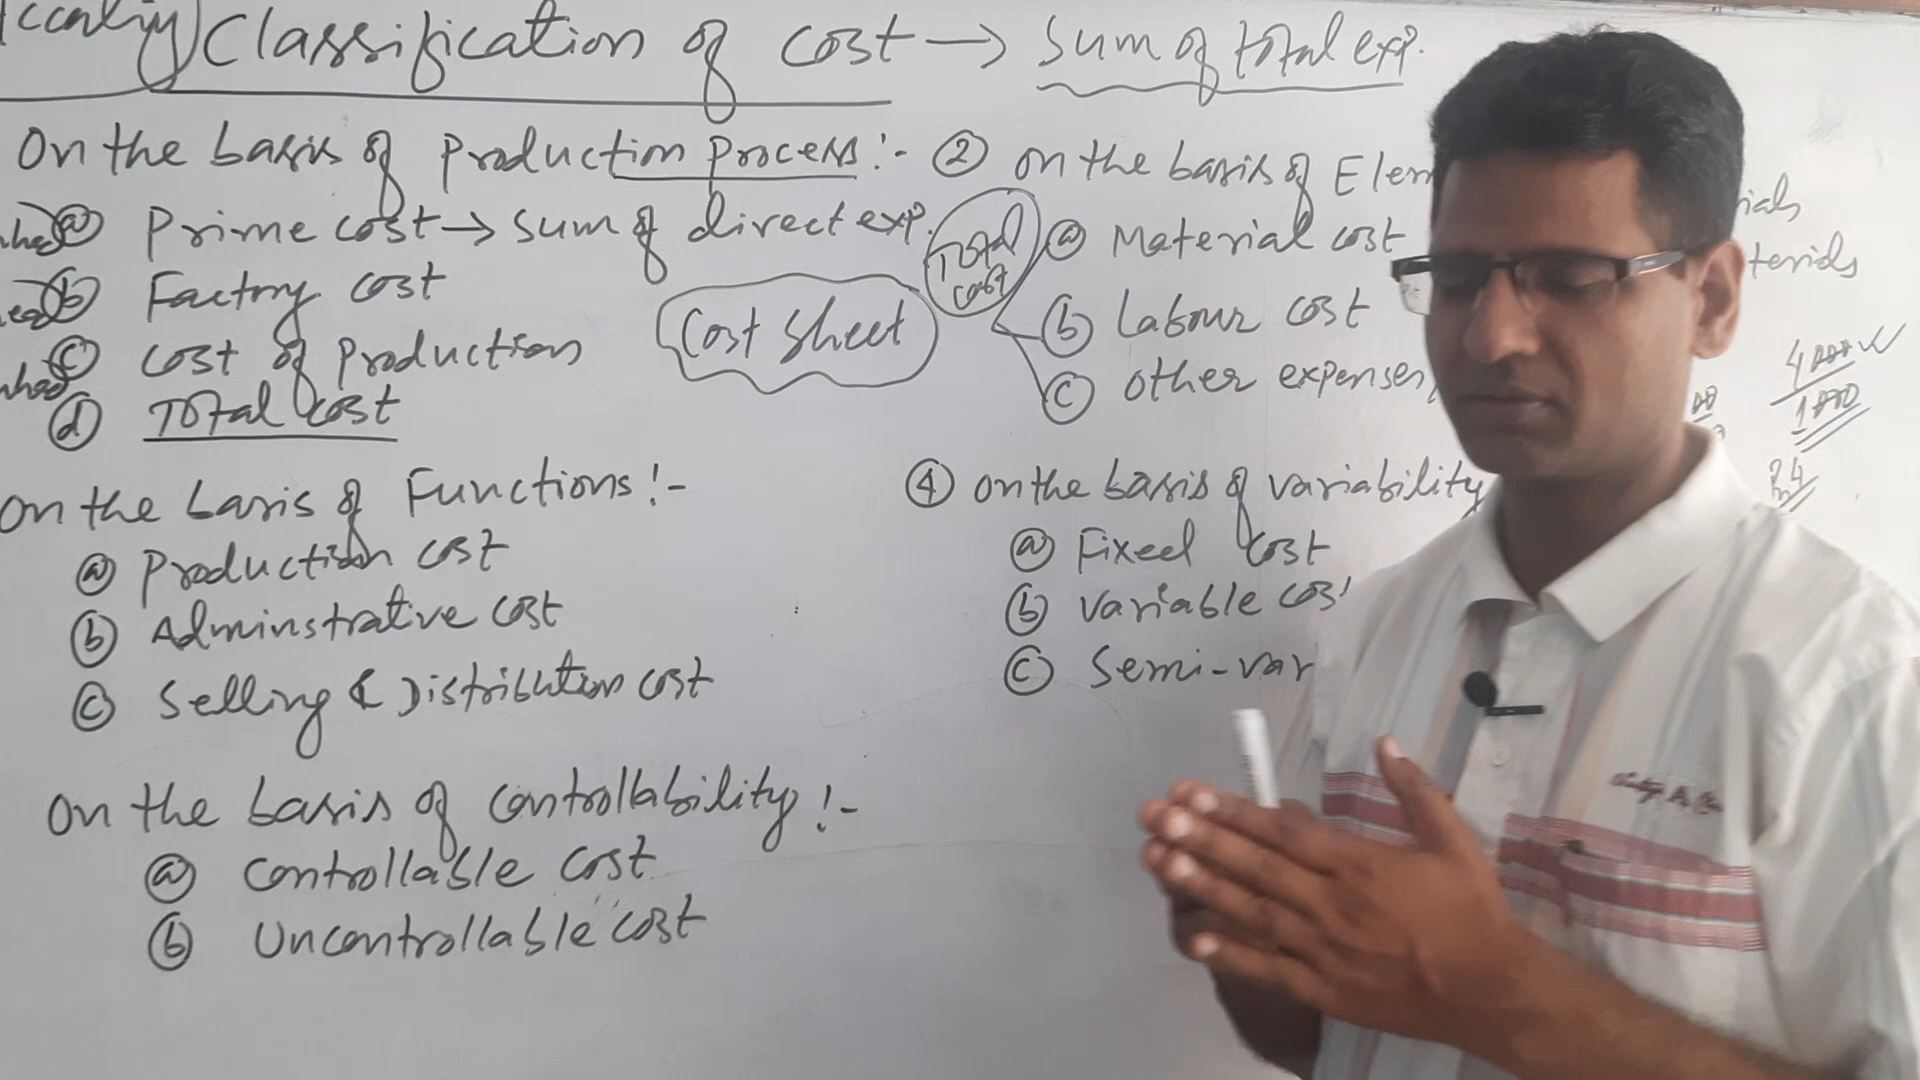 Classification of cost → sum of total exp.
On the basis of Production Process:-
ⓐ Prime cost → sum of direct exp.
ⓑ Factory cost
ⓒ cost of production
ⓓ Total cost
Cost Sheet
② on the basis of Elem
Total cost
ⓐ Material cost
ⓑ Labour cost
ⓒ other expenses
On the basis of Functions:-
ⓐ Production cost
ⓑ Adminstrative cost
ⓒ Selling & Distribution cost
④ on the basis of variability
ⓐ Fixed cost
ⓑ Variable cos
ⓒ Semi-var
On the basis of controllability:-
ⓐ Controllable cost
ⓑ Uncontrollable cost